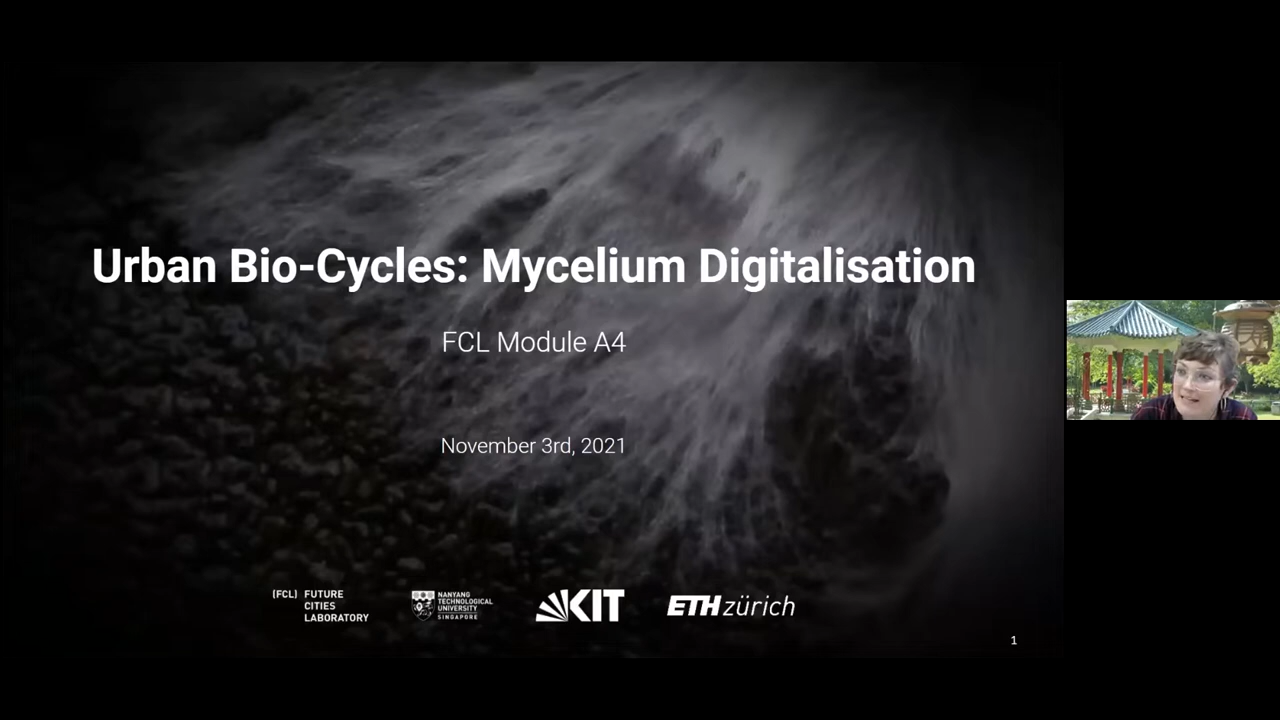 Urban Bio-Cycles: Mycelium Digitalisation
FCL Module A4
November 3rd, 2021
(FCL) FUTURE
CITIES
LABORATORY
NANYANG
TECHNOLOGICAL
UNIVERSITY
SINGAPORE
KIT
ETH zürich
1